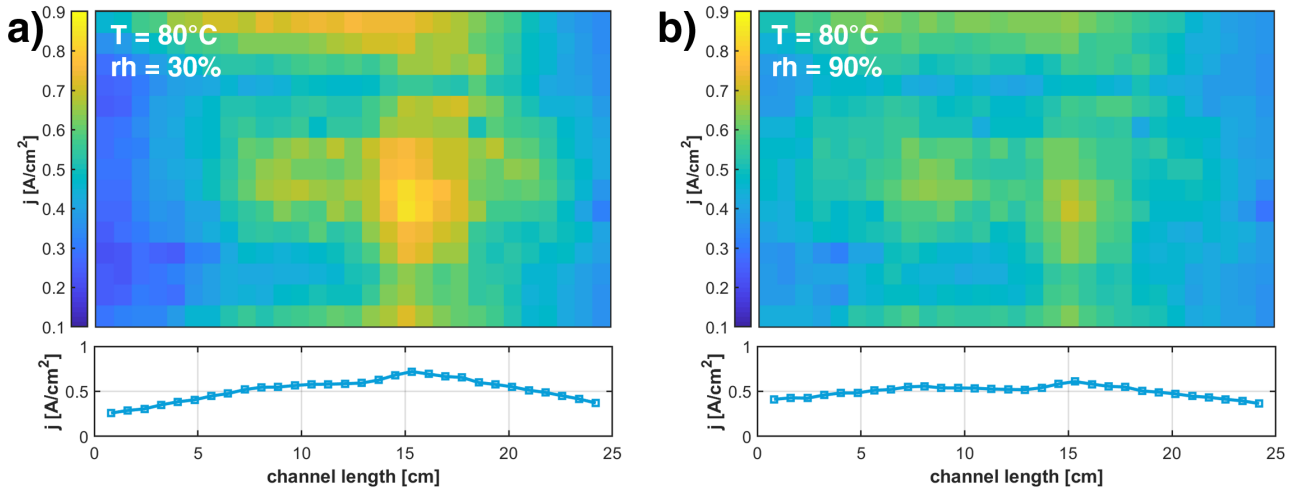 a)
T = 80°C
rh = 30%
j [A/cm2]
0.9
0.8
0.7
0.6
0.5
0.4
0.3
0.2
0.1
j [A/cm2]
1
0.5
0
0 5 10 15 20 25
channel length [cm]
b)
T = 80°C
rh = 90%
j [A/cm2]
0.9
0.8
0.7
0.6
0.5
0.4
0.3
0.2
0.1
j [A/cm2]
1
0.5
0
0 5 10 15 20 25
channel length [cm]